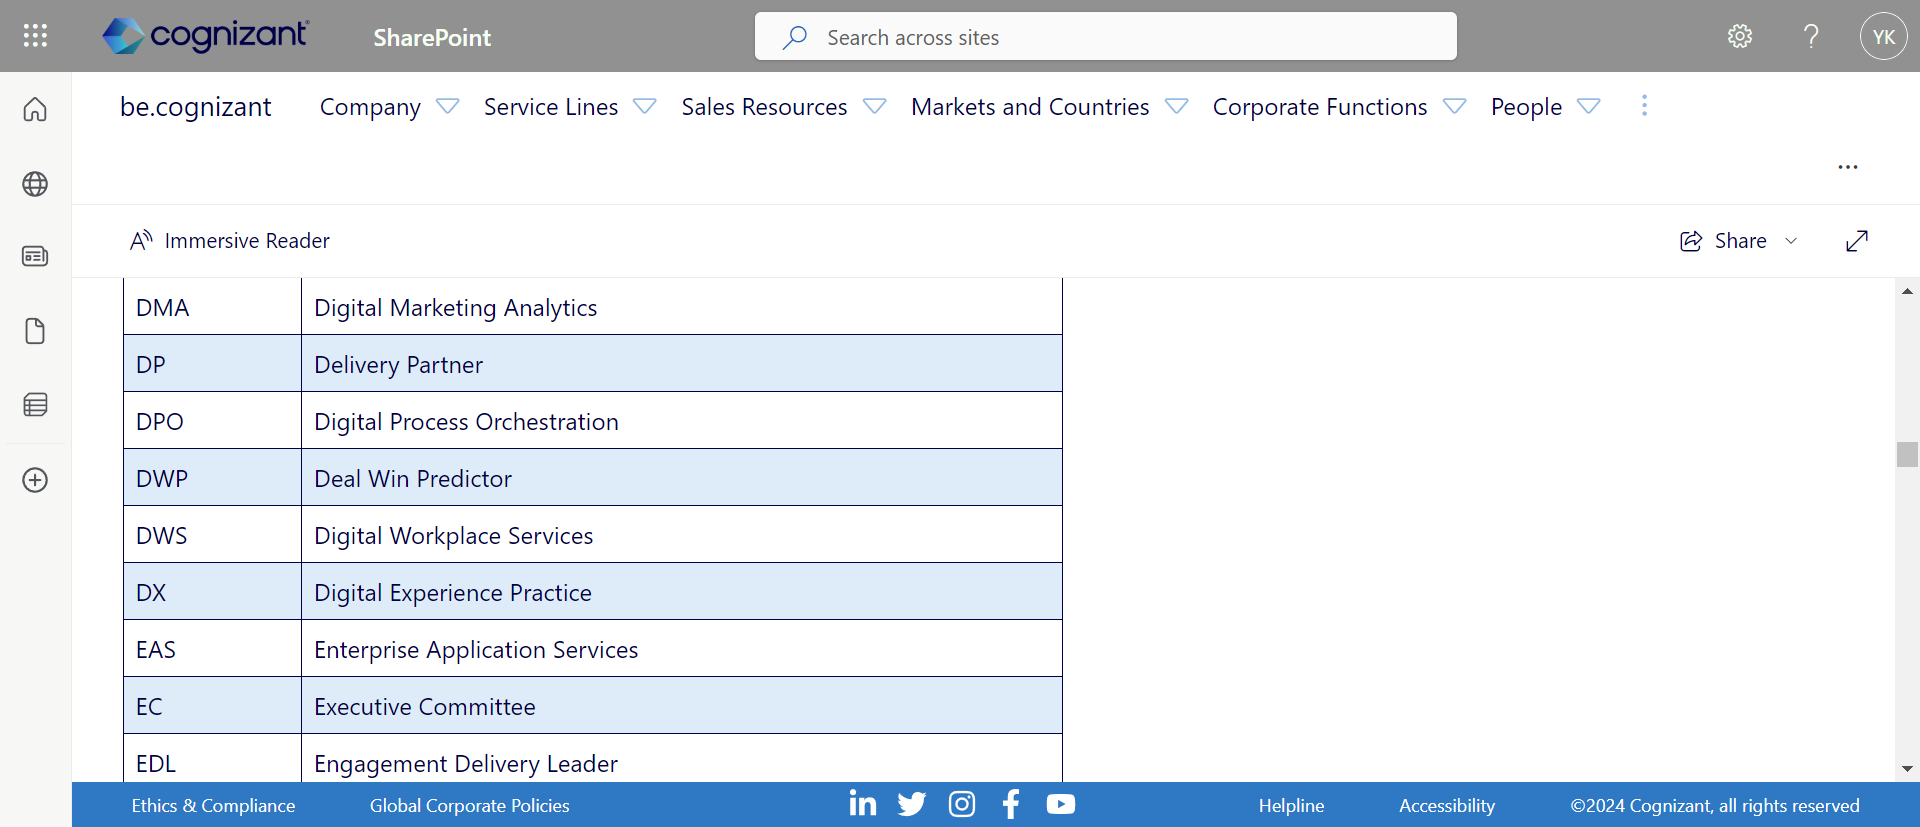 cognizant SharePoint Search across sites ? YK
be.cognizant Company Service Lines Sales Resources Markets and Countries Corporate Functions People
Immersive Reader Share
DMA Digital Marketing Analytics
DP Delivery Partner
DPO Digital Process Orchestration
DWP Deal Win Predictor
DWS Digital Workplace Services
DX Digital Experience Practice
EAS Enterprise Application Services
EC Executive Committee
EDL Engagement Delivery Leader
Ethics & Compliance Global Corporate Policies Helpline Accessibility ©2024 Cognizant, all rights reserved